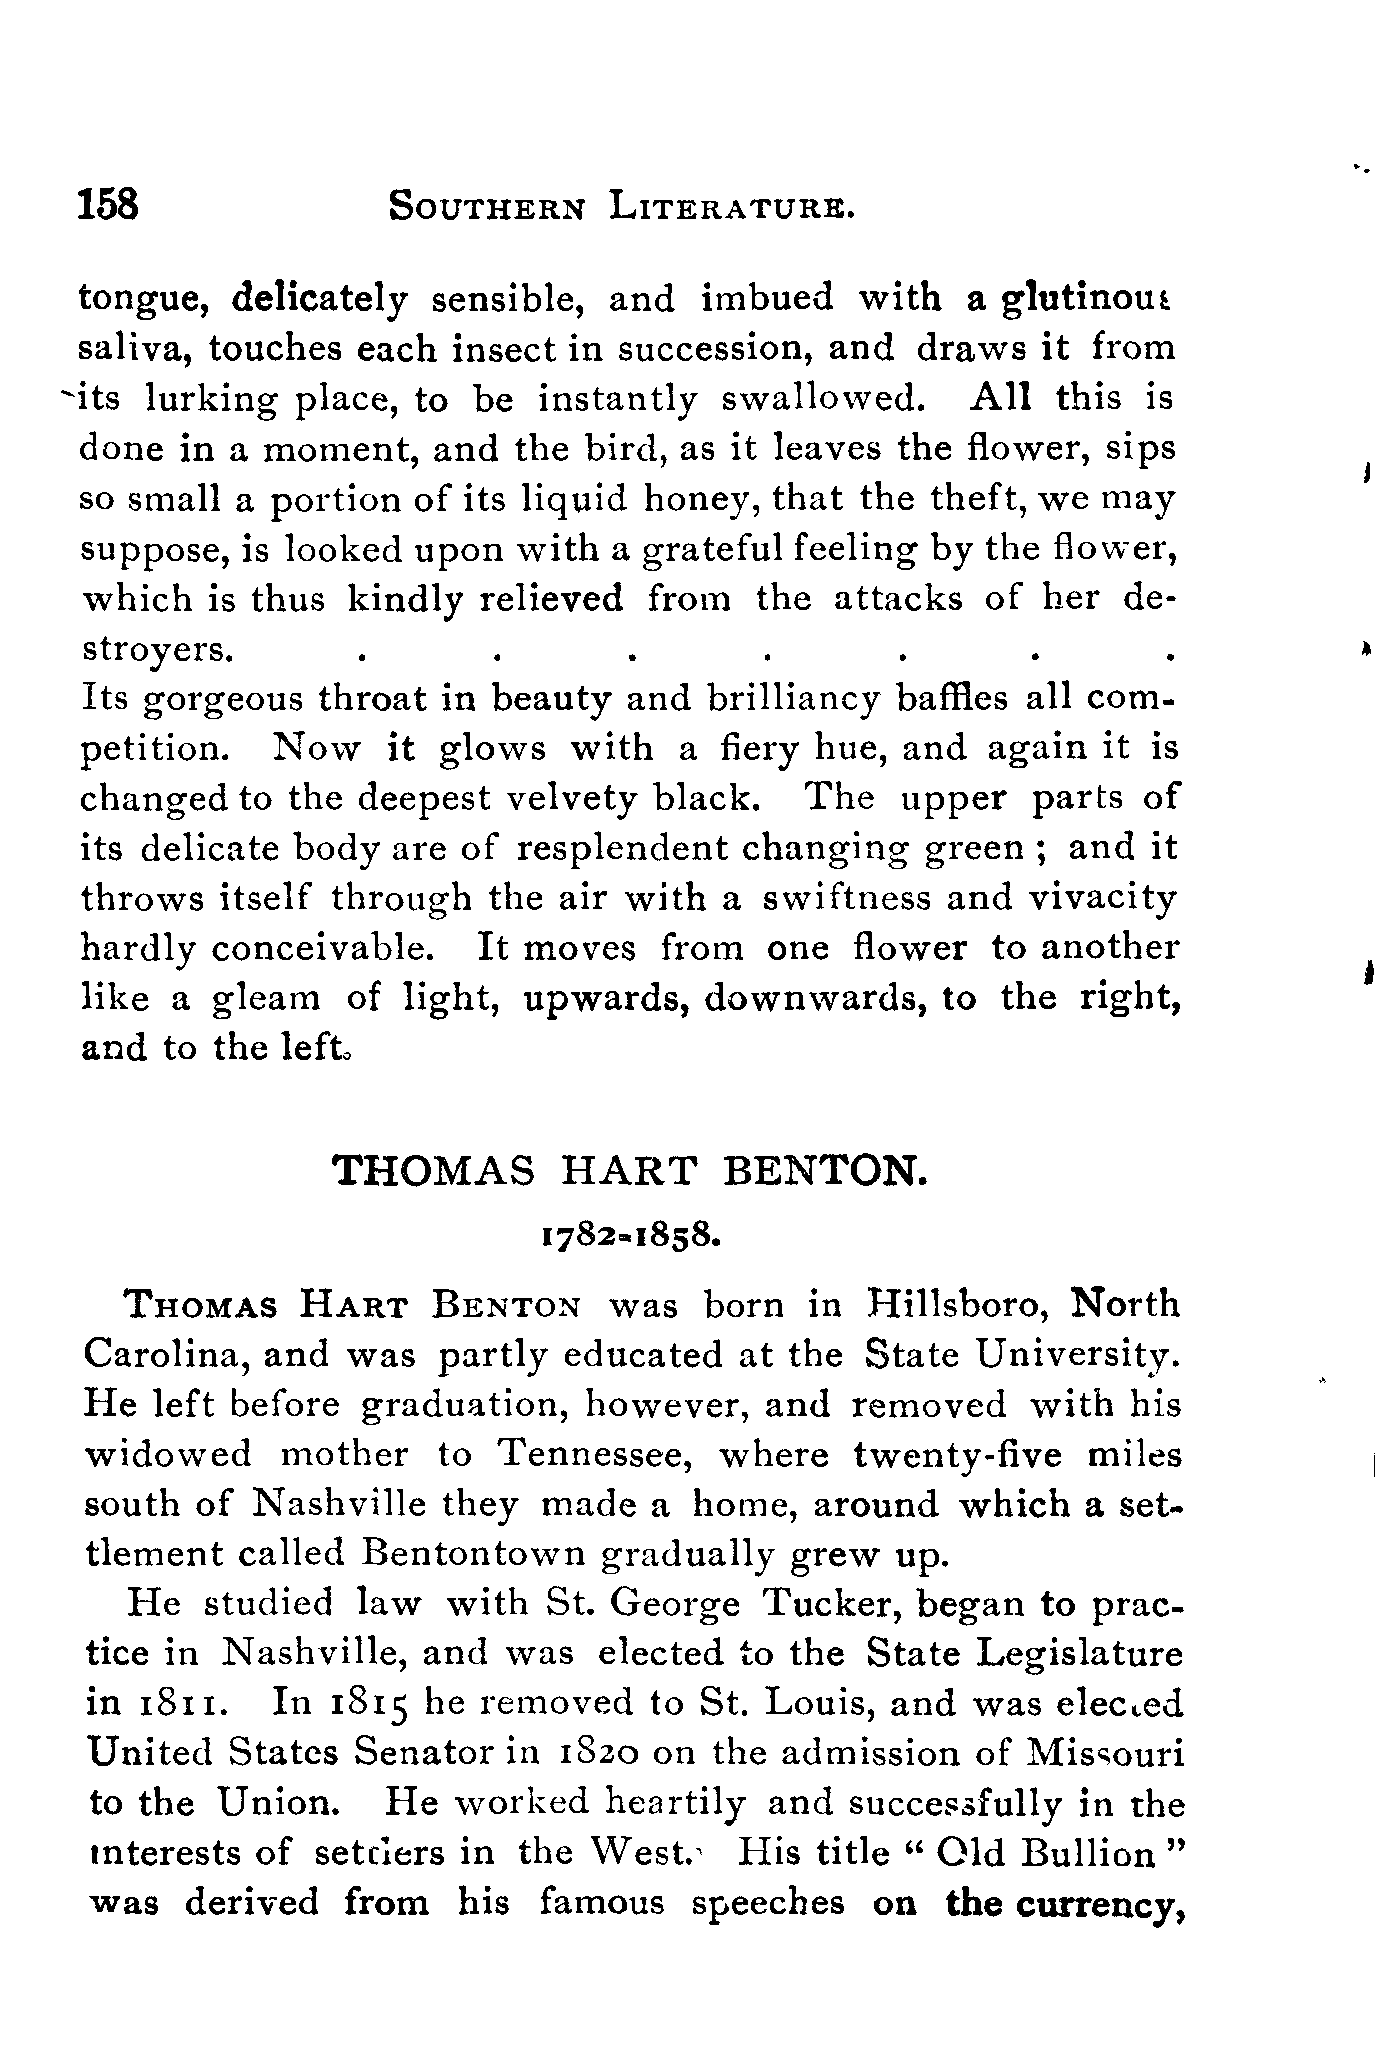 158 SOUTHERN LITERATURE.
tongue, delicately sensible, and imbued with a glutinous
saliva, touches each insect in succession, and draws it from
its lurking place, to be instantly swallowed. All this is
done in a moment, and the bird, as it leaves the flower, sips
so small a portion of its liquid honey, that the theft, we may
suppose, is looked upon with a grateful feeling by the flower,
which is thus kindly relieved from the attacks of her de-
stroyers. . . . . . . .
Its gorgeous throat in beauty and brilliancy baffles all com-
petition. Now it glows with a fiery hue, and again it is
changed to the deepest velvety black. The upper parts of
its delicate body are of resplendent changing green ; and it
throws itself through the air with a swiftness and vivacity
hardly conceivable. It moves from one flower to another
like a gleam of light, upwards, downwards, to the right,
and to the left.
THOMAS HART BENTON.
1782-1858.
THOMAS HART BENTON was born in Hillsboro, North
Carolina, and was partly educated at the State University.
He left before graduation, however, and removed with his
widowed mother to Tennessee, where twenty-five miles
south of Nashville they made a home, around which a set-
tlement called Bentontown gradually grew up.
He studied law with St. George Tucker, began to prac-
tice in Nashville, and was elected to the State Legislature
in 1811. In 1815 he removed to St. Louis, and was elected
United States Senator in 1820 on the admission of Missouri
to the Union. He worked heartily and successfully in the
interests of settlers in the West. His title “ Old Bullion ”
was derived from his famous speeches on the currency,